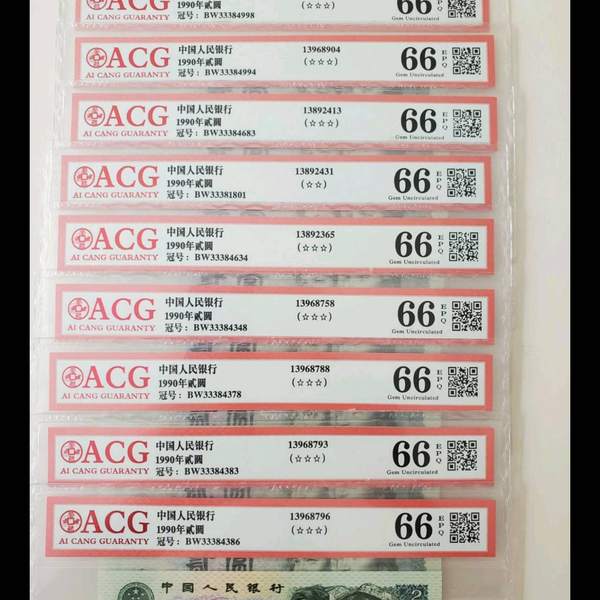 1990年贰圆
冠号: BW33384998
66
EPQ
Gem Uncirculated
ACG
AI CANG GUARANTY
中国人民银行
1990年贰圆
冠号: BW33384994
13968904
(☆☆☆)
66
EPQ
Gem Uncirculated
ACG
AI CANG GUARANTY
中国人民银行
1990年贰圆
冠号: BW33384683
13892413
(☆☆☆)
66
EPQ
Gem Uncirculated
ACG
AI CANG GUARANTY
中国人民银行
1990年贰圆
冠号: BW33381801
13892431
(☆☆)
66
EPQ
Gem Uncirculated
ACG
AI CANG GUARANTY
中国人民银行
1990年贰圆
冠号: BW33384634
13892365
(☆☆☆)
66
EPQ
Gem Uncirculated
ACG
AI CANG GUARANTY
中国人民银行
1990年贰圆
冠号: BW33384348
13968758
(☆☆☆)
66
EPQ
Gem Uncirculated
ACG
AI CANG GUARANTY
中国人民银行
1990年贰圆
冠号: BW33384378
13968788
(☆☆☆)
66
EPQ
Gem Uncirculated
ACG
AI CANG GUARANTY
中国人民银行
1990年贰圆
冠号: BW33384383
13968793
(☆☆☆)
66
EPQ
Gem Uncirculated
ACG
AI CANG GUARANTY
中国人民银行
1990年贰圆
冠号: BW33384386
13968796
(☆☆☆)
66
EPQ
Gem Uncirculated
中国人民银行
2